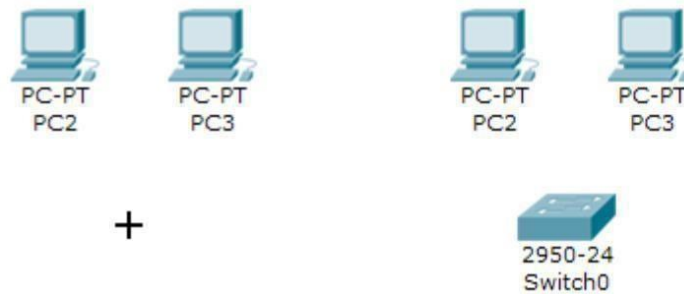 PC-PT
PC2
PC-PT
PC3
PC-PT
PC2
PC-PT
PC3
+
2950-24
Switch0